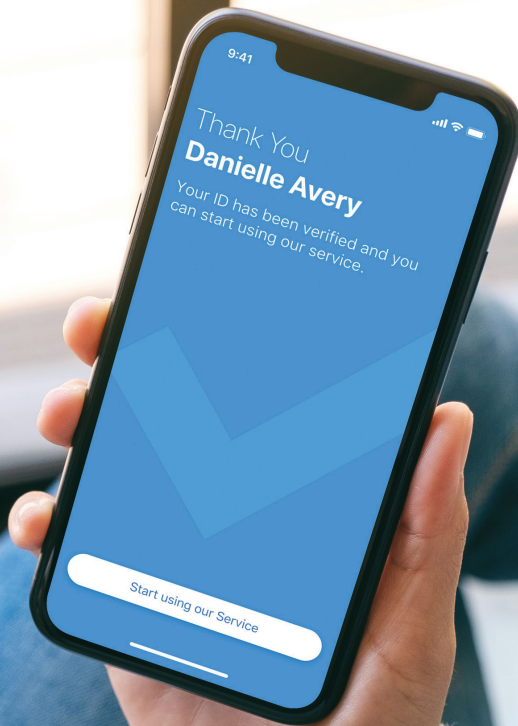 9:41
Thank You
Danielle Avery
Your ID has been verified and you
can start using our service.
Start using our Service